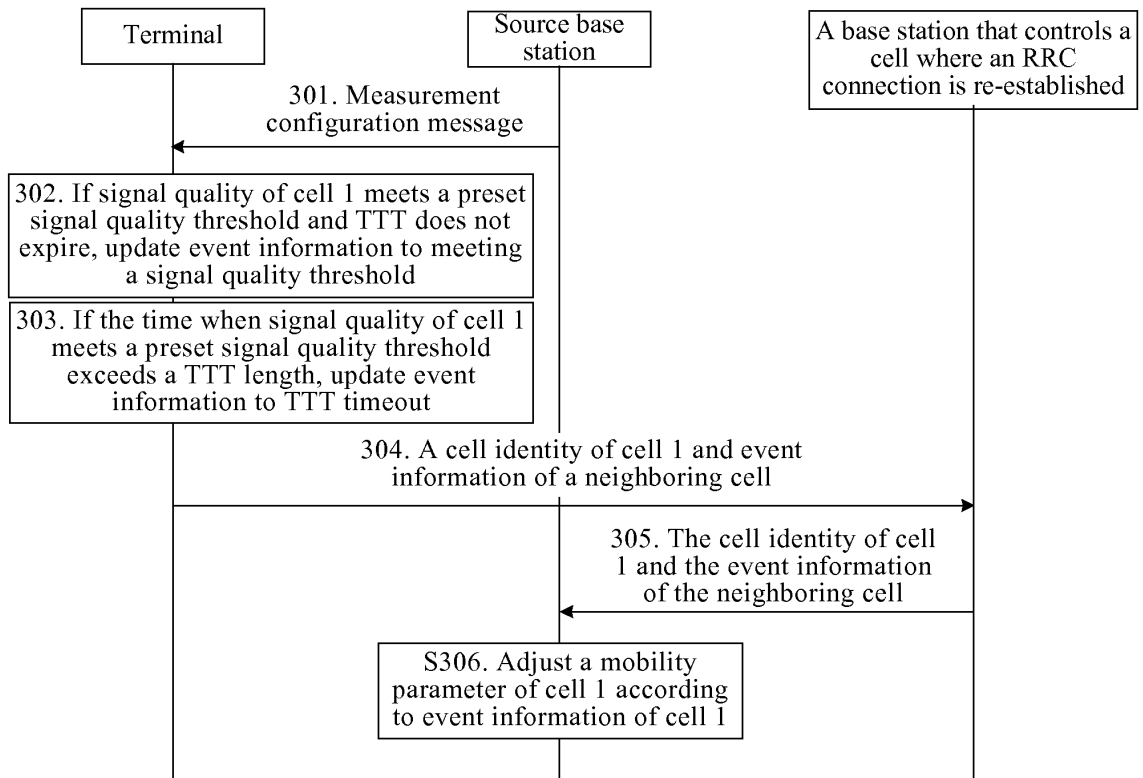 Terminal
Source base
station
A base station that controls a
cell where an RRC
connection is re-established
301. Measurement
configuration message
302. If signal quality of cell 1 meets a preset
signal quality threshold and TTT does not
expire, update event information to meeting
a signal quality threshold
303. If the time when signal quality of cell 1
meets a preset signal quality threshold
exceeds a TTT length, update event
information to TTT timeout
304. A cell identity of cell 1 and event
information of a neighboring cell
305. The cell identity of cell
1 and the event information
of the neighboring cell
S306. Adjust a mobility
parameter of cell 1 according
to event information of cell 1